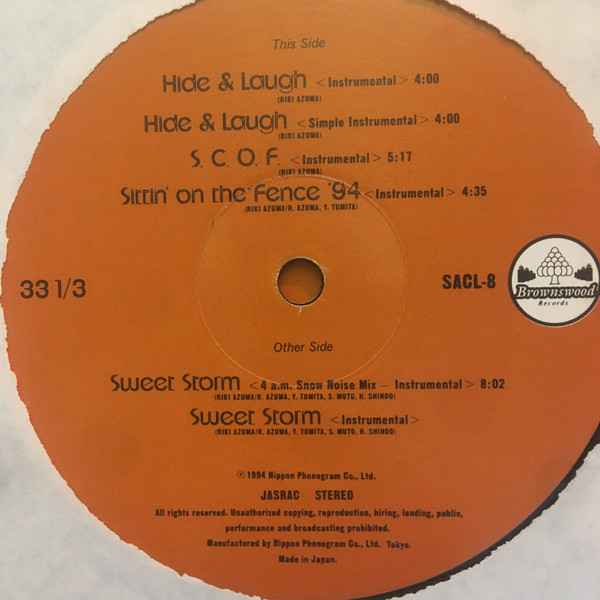 This Side
Hide & Laugh <Instrumental> 4:00
(RIKI AZUMA)
Hide & Laugh <Simple Instrumental> 4:00
(RIKI AZUMA)
S. C. O. F. <Instrumental> 5:17
(RIKI AZUMA)
Sittin' on the Fence '94 <Instrumental> 4:35
(RIKI AZUMA/R. AZUMA, Y. TOMITA)
33 1/3
SACL-8
Brownswood
Records
Other Side
Sweet Storm <4 a.m. Snow Noise Mix – Instrumental> 8:02
(RIKI AZUMA/R. AZUMA, Y. TOMITA, S. MUTO, H. SHINDO)
Sweet Storm <Instrumental>
(RIKI AZUMA/R. AZUMA, Y. TOMITA, S. MUTO, H. SHINDO)
Ⓟ1994 Nippon Phonogram Co., Ltd.
JASRAC STEREO
All rights reserved. Unauthorized copying, reproduction, hiring, lending, public,
performance and broadcasting prohibited.
Manufactured by Nippon Phonogram Co., Ltd. Tokyo.
Made in Japan.